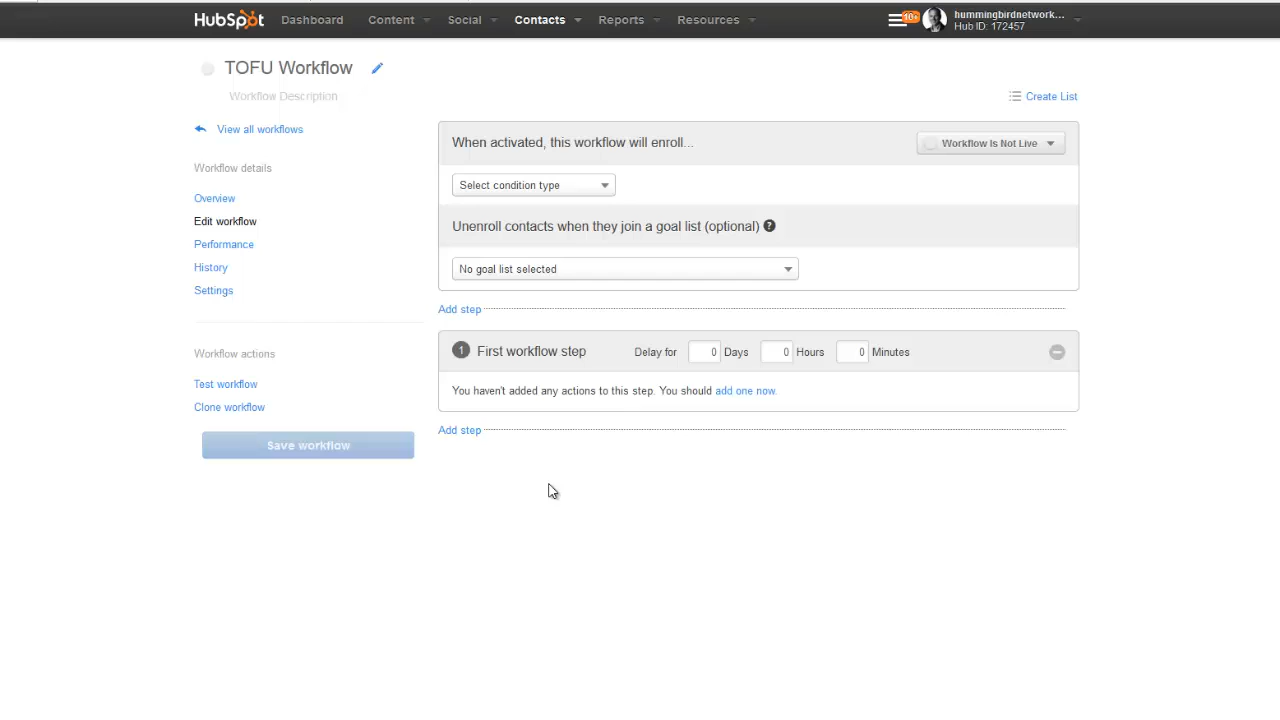 HubSpot Dashboard Content Social Contacts Reports Resources 10+ hummingbirdnetwork...
Hub ID: 172457
TOFU Workflow
Workflow Description
Create List
View all workflows
Workflow details
Overview
Edit workflow
Performance
History
Settings
Workflow actions
Test workflow
Clone workflow
Save workflow
When activated, this workflow will enroll...
Workflow Is Not Live
Select condition type
Unenroll contacts when they join a goal list (optional) ?
No goal list selected
Add step
1 First workflow step Delay for 0 Days 0 Hours 0 Minutes
You haven't added any actions to this step. You should add one now.
Add step